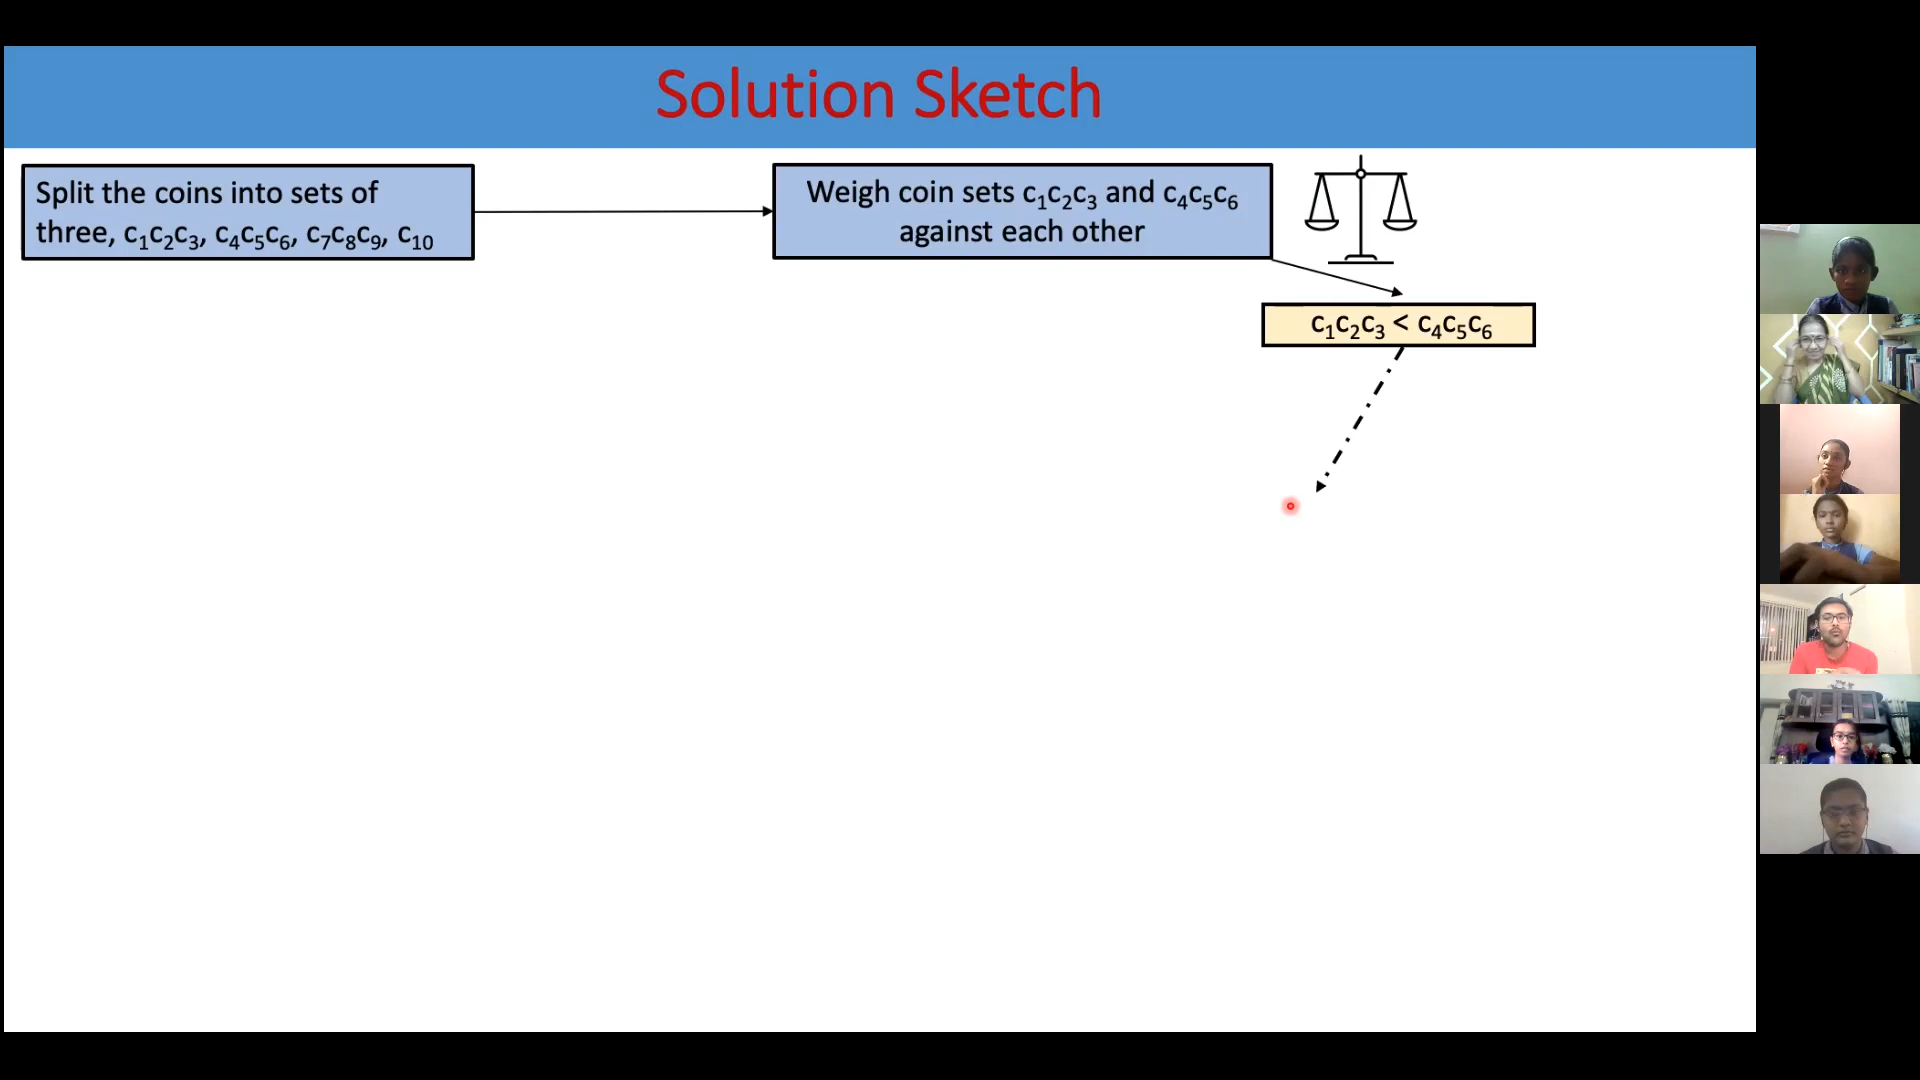 Solution Sketch
Split the coins into sets of
three, c₁c₂c₃, c₄c₅c₆, c₇c₈c₉, c₁₀
Weigh coin sets c₁c₂c₃ and c₄c₅c₆
against each other
c₁c₂c₃ < c₄c₅c₆